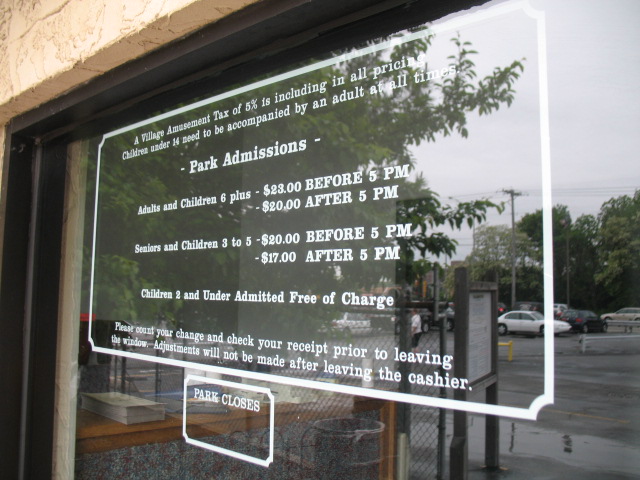 A Village Amusement Tax of 5% is including in all pricing.
Children under 14 need to be accompanied by an adult at all times.
- Park Admissions -
Adults and Children 6 plus - $23.00 BEFORE 5 PM
- $20.00 AFTER 5 PM
Seniors and Children 3 to 5 - $20.00 BEFORE 5 PM
- $17.00 AFTER 5 PM
Children 2 and Under Admitted Free of Charge
Please count your change and check your receipt prior to leaving
the window. Adjustments will not be made after leaving the cashier.
PARK CLOSES